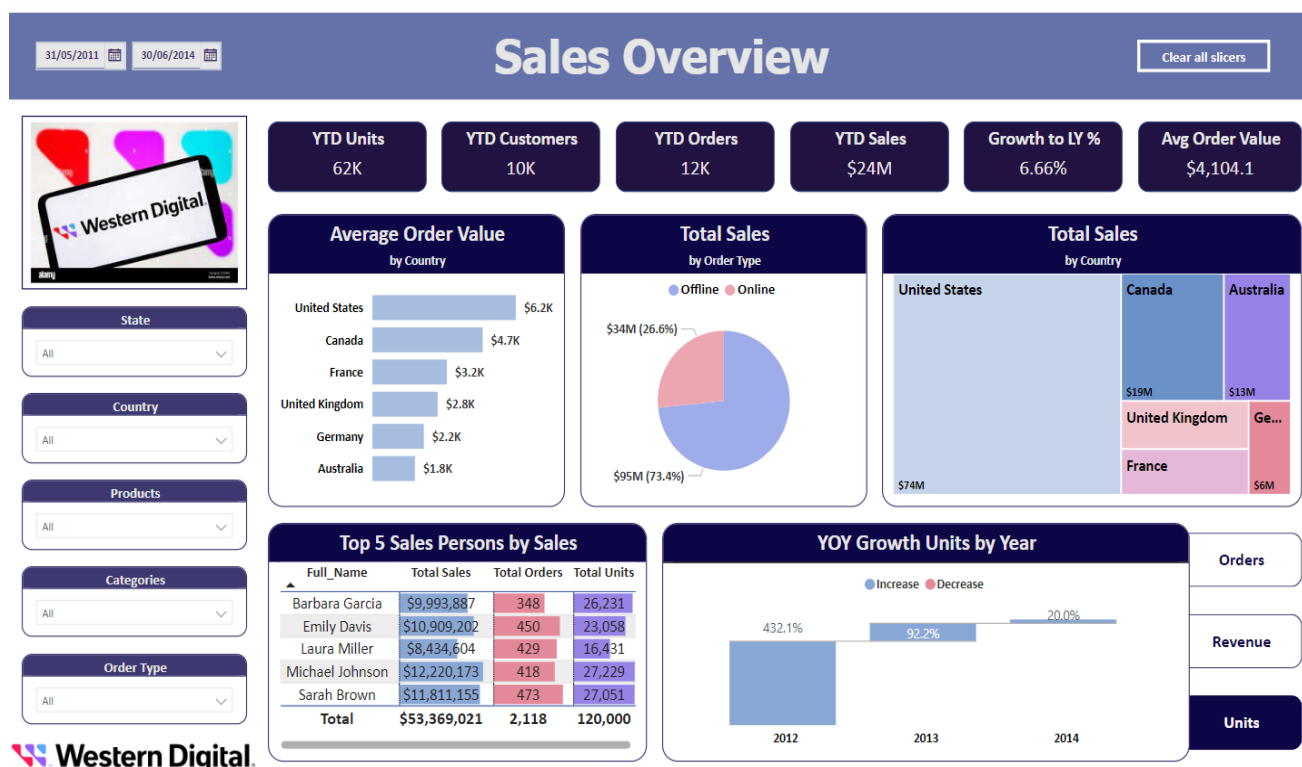 31/05/2011
30/06/2014
Sales Overview
Clear all slicers
Western Digital.
alamy
YTD Units
62K
YTD Customers
10K
YTD Orders
12K
YTD Sales
$24M
Growth to LY %
6.66%
Avg Order Value
$4,104.1
State
All
Country
All
Products
All
Categories
All
Order Type
All
Western Digital.
Average Order Value
by Country
United States $6.2K
Canada $4.7K
France $3.2K
United Kingdom $2.8K
Germany $2.2K
Australia $1.8K
Total Sales
by Order Type
Offline Online
$34M (26.6%)
$95M (73.4%)
Total Sales
by Country
United States
$74M
Canada
$19M
Australia
$13M
United Kingdom
France
Ge...
$6M
Top 5 Sales Persons by Sales
Full_Name Total Sales Total Orders Total Units
Barbara Garcia $9,993,887 348 26,231
Emily Davis $10,909,202 450 23,058
Laura Miller $8,434,604 429 16,431
Michael Johnson $12,220,173 418 27,229
Sarah Brown $11,811,155 473 27,051
Total $53,369,021 2,118 120,000
YOY Growth Units by Year
Increase Decrease
432.1%
92.2%
20.0%
2012 2013 2014
Orders
Revenue
Units